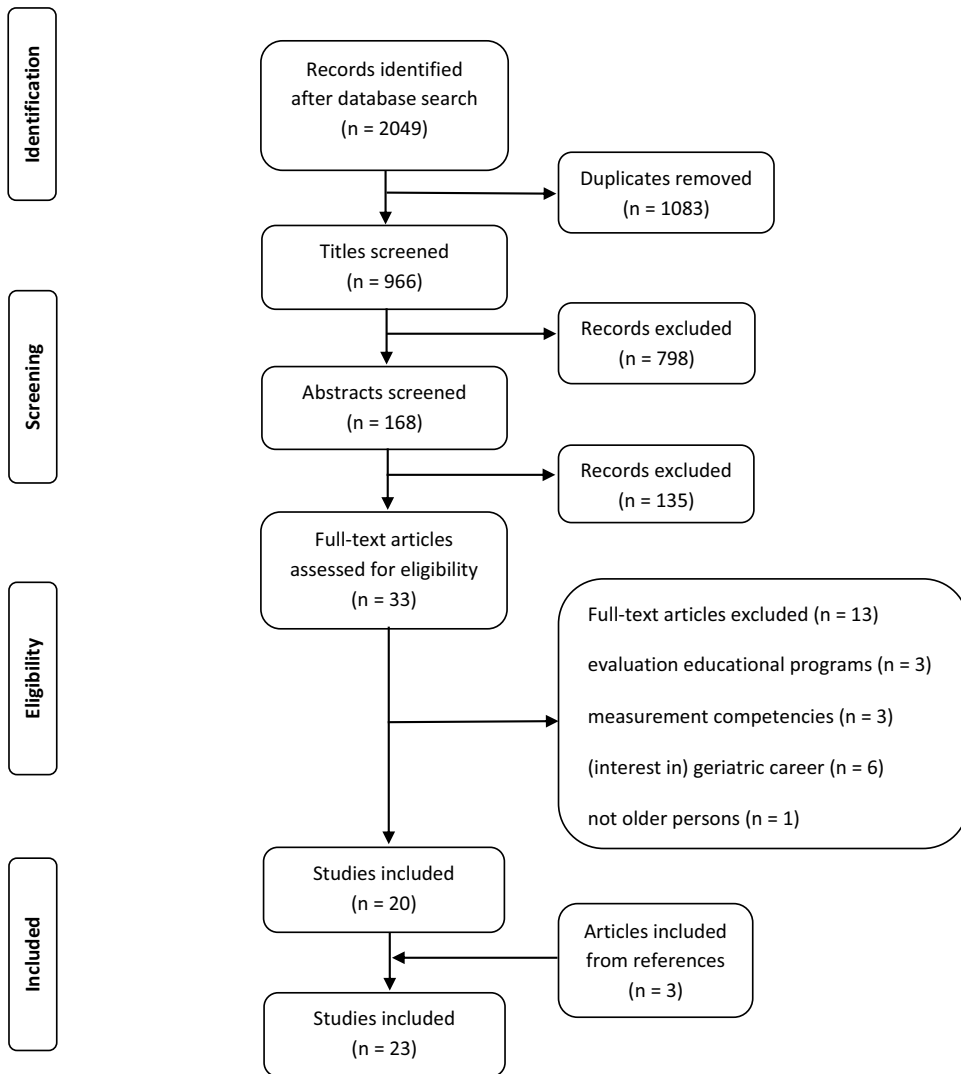 Identification
Records identified
after database search
(n = 2049)
Duplicates removed
(n = 1083)
Titles screened
(n = 966)
Screening
Records excluded
(n = 798)
Abstracts screened
(n = 168)
Records excluded
(n = 135)
Full-text articles
assessed for eligibility
(n = 33)
Eligibility
Full-text articles excluded (n = 13)
evaluation educational programs (n = 3)
measurement competencies (n = 3)
(interest in) geriatric career (n = 6)
not older persons (n = 1)
Included
Studies included
(n = 20)
Articles included
from references
(n = 3)
Studies included
(n = 23)